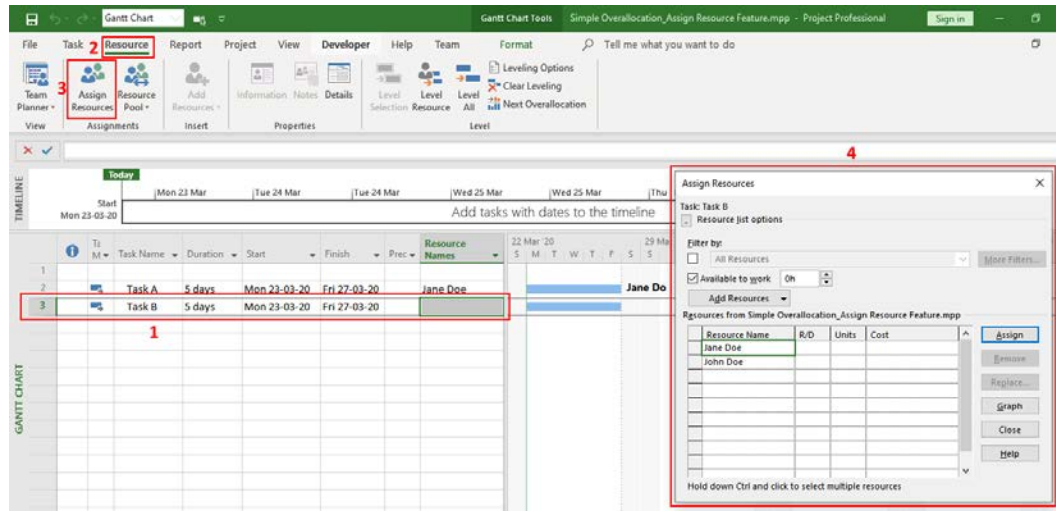 Gantt Chart
Gantt Chart Tools
Simple Overallocation_Assign Resource Feature.mpp - Project Professional
Sign in
File Task 2 Resource Report Project View Developer Help Team Format Tell me what you want to do
3
Team Planner
Assign Resources
Resource Pool
Add Resources
Information
Notes
Details
Level Selection
Level Resource
Level All
Leveling Options
Clear Leveling
Next Overallocation
View Assignments Insert Properties Level
4
TIMELINE
Today
Mon 23 Mar Tue 24 Mar Tue 24 Mar Wed 25 Mar Wed 25 Mar Thu
Start
Mon 23-03-20
Add tasks with dates to the timeline
Ta M Task Name Duration Start Finish Prec Resource Names
22 Mar '20 29 Ma
S M T W T F S S
1
2 Task A 5 days Mon 23-03-20 Fri 27-03-20 Jane Doe Jane Do
3 Task B 5 days Mon 23-03-20 Fri 27-03-20
1
GANTT CHART
Assign Resources
Task: Task B
Resource list options
Filter by:
All Resources
More Filters...
Available to work 0h
Add Resources
Resources from Simple Overallocation_Assign Resource Feature.mpp
Resource Name R/D Units Cost
Jane Doe
John Doe
Assign
Remove
Replace...
Graph
Close
Help
Hold down Ctrl and click to select multiple resources